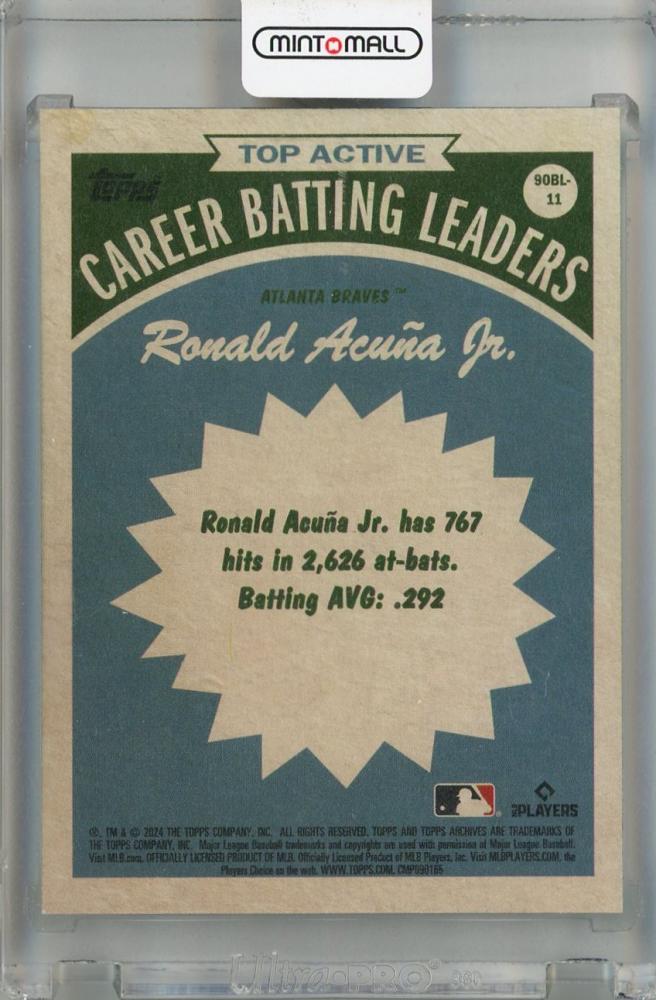 MINT MALL
TOP ACTIVE
Topps
90BL-
11
CAREER BATTING LEADERS
ATLANTA BRAVES™
Ronald Acuña Jr.
Ronald Acuña Jr. has 767
hits in 2,626 at-bats.
Batting AVG: .292
PLAYERS
®, TM & © 2024 THE TOPPS COMPANY, INC. ALL RIGHTS RESERVED. TOPPS AND TOPPS ARCHIVES ARE TRADEMARKS OF
THE TOPPS COMPANY, INC. Major League Baseball trademarks and copyrights are used with permission of Major League Baseball.
Visit MLB.com. OFFICIALLY LICENSED PRODUCT OF MLB. Officially Licensed Product of MLB Players, Inc. Visit MLBPLAYERS.COM, the
Players Choice on the web. WWW.TOPPS.COM. CMP090165
Ultra·PRO